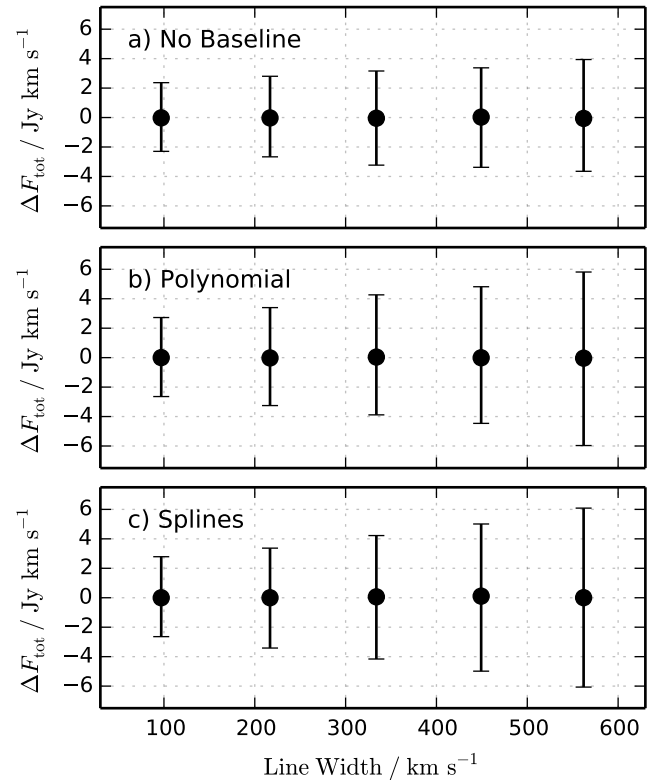 a) No Baseline
6
4
2
0
−2
−4
−6
ΔF_tot / Jy km s⁻¹
b) Polynomial
6
4
2
0
−2
−4
−6
ΔF_tot / Jy km s⁻¹
c) Splines
6
4
2
0
−2
−4
−6
ΔF_tot / Jy km s⁻¹
100 200 300 400 500 600
Line Width / km s⁻¹